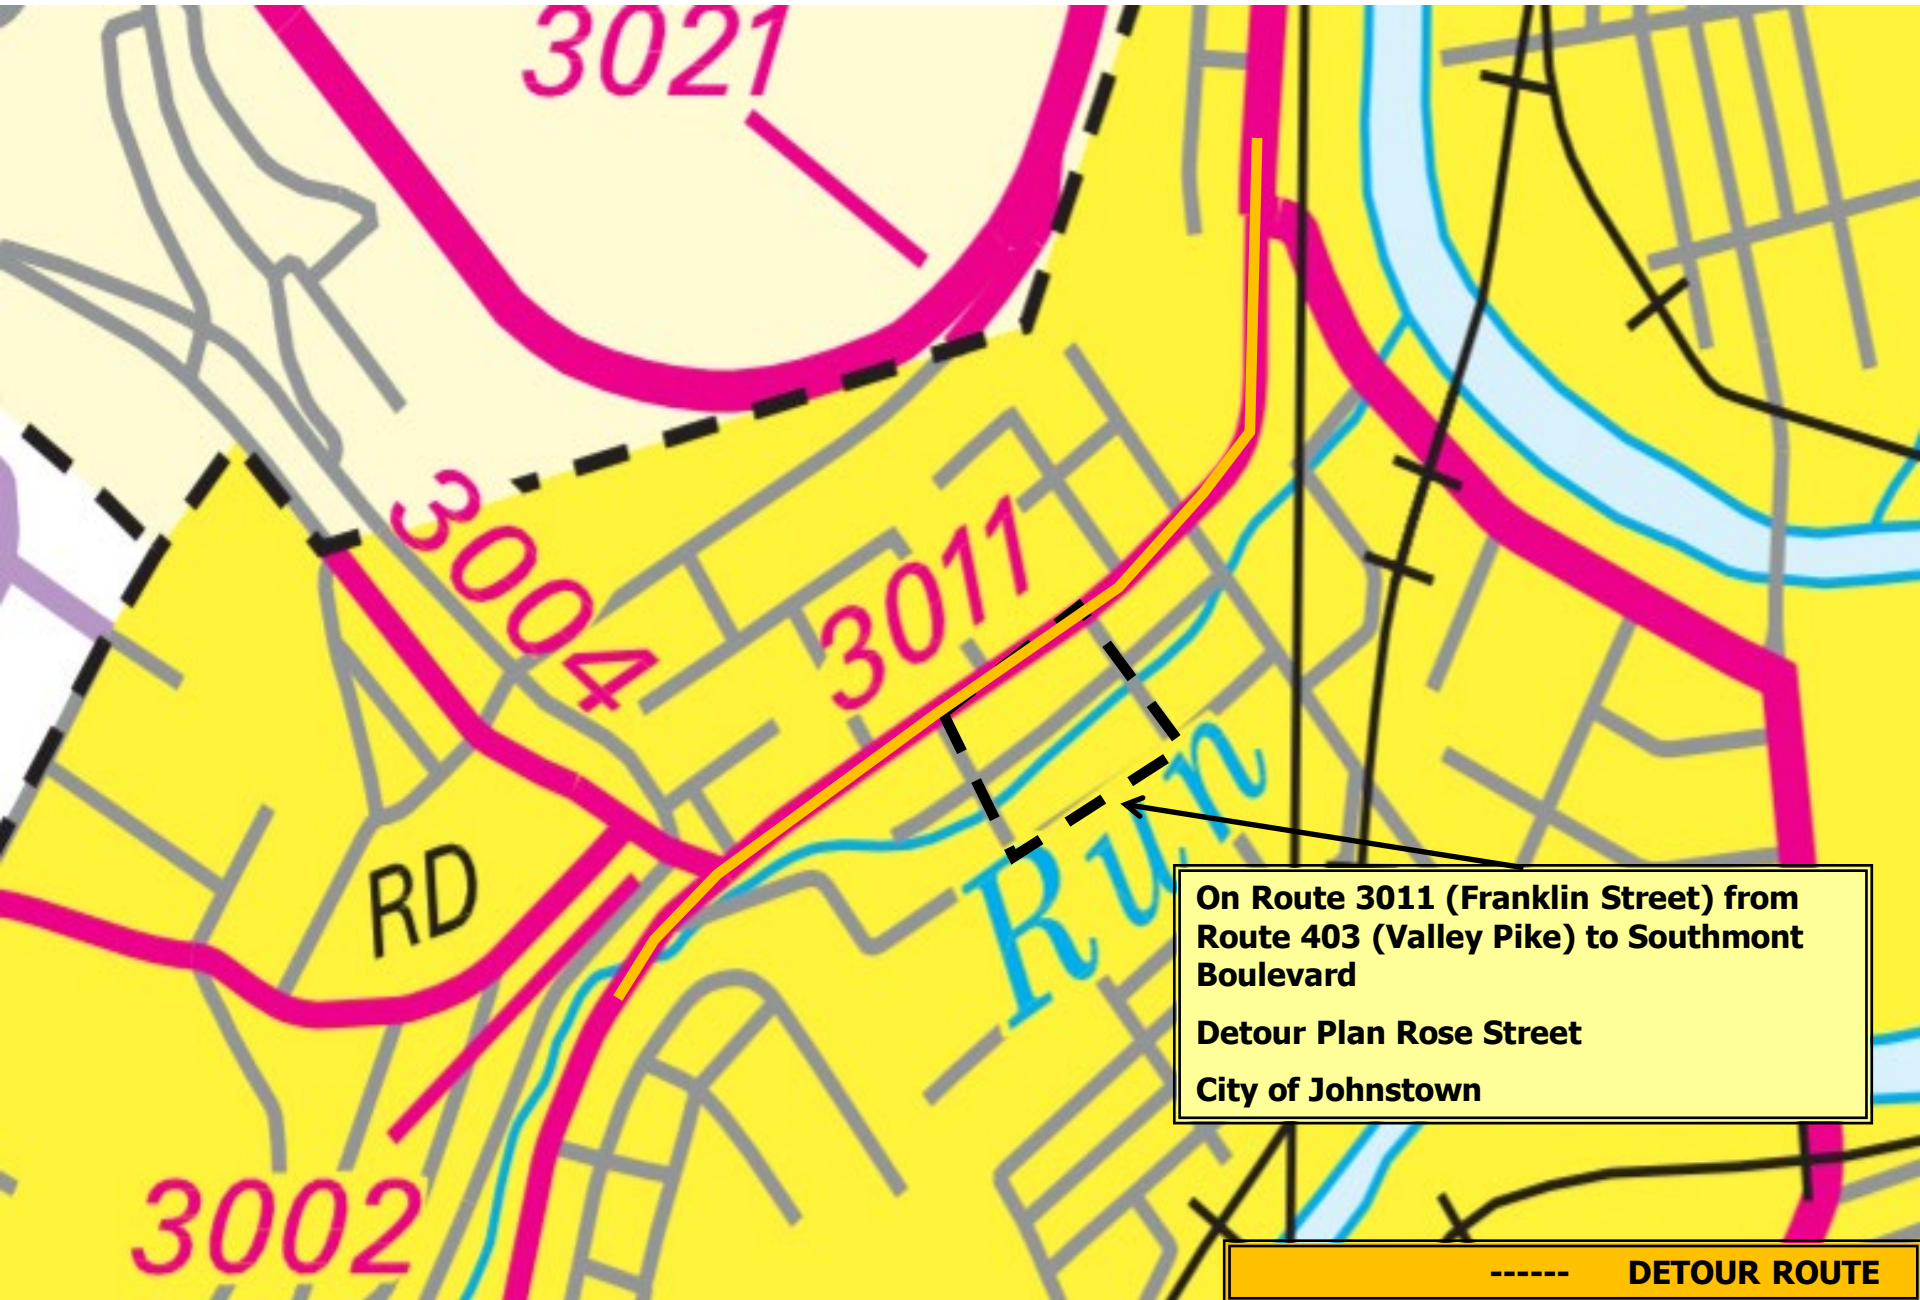 3021
3004
3011
RD
Run
3002
On Route 3011 (Franklin Street) from
Route 403 (Valley Pike) to Southmont
Boulevard
Detour Plan Rose Street
City of Johnstown
------ DETOUR ROUTE